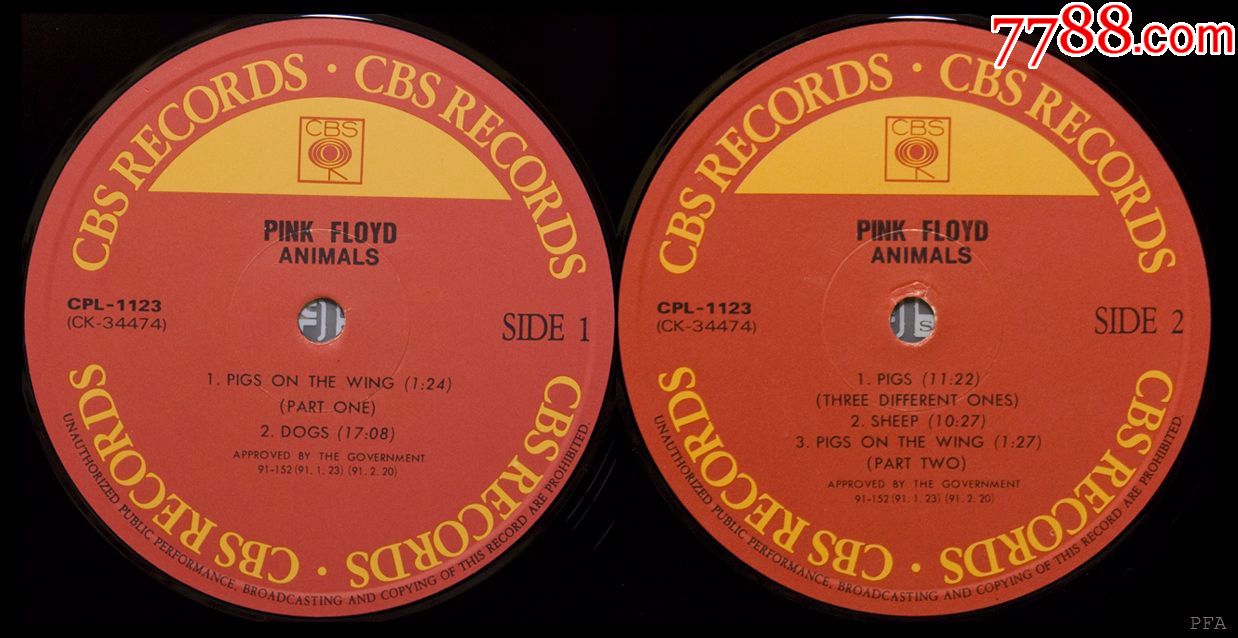 7788.com
CBS RECORDS · CBS RECORDS
CBS
PINK FLOYD
ANIMALS
CPL-1123
(CK-34474)
SIDE 1
1. PIGS ON THE WING (1:24)
(PART ONE)
2. DOGS (17:08)
APPROVED BY THE GOVERNMENT
91-152 (91. 1. 23) (91. 2. 20)
CBS RECORDS · CBS RECORDS
UNAUTHORIZED PUBLIC PERFORMANCE, BROADCASTING AND COPYING OF THIS RECORD ARE PROHIBITED.
CBS RECORDS · CBS RECORDS
CBS
PINK FLOYD
ANIMALS
CPL-1123
(CK-34474)
SIDE 2
1. PIGS (11:22)
(THREE DIFFERENT ONES)
2. SHEEP (10:27)
3. PIGS ON THE WING (1:27)
(PART TWO)
APPROVED BY THE GOVERNMENT
91-152 (91. 1. 23) (91. 2. 20)
CBS RECORDS · CBS RECORDS
UNAUTHORIZED PUBLIC PERFORMANCE, BROADCASTING AND COPYING OF THIS RECORD ARE PROHIBITED.
PFA